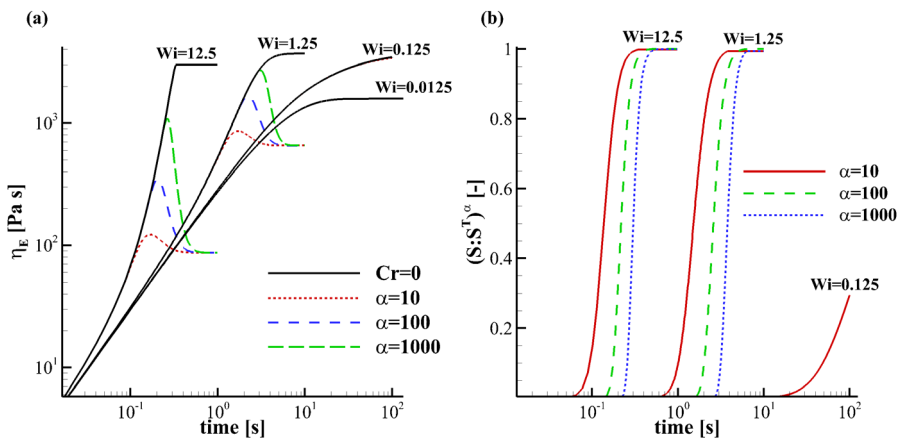 (a)
Wi=12.5
Wi=1.25
Wi=0.125
Wi=0.0125
10³
10²
10¹
ηE [Pa s]
Cr=0
α=10
α=100
α=1000
10⁻¹
10⁰
10¹
10²
time [s]
(b)
Wi=12.5
Wi=1.25
Wi=0.125
1
0.8
0.6
0.4
0.2
(S:Sᵀ)ᵅ [-]
α=10
α=100
α=1000
10⁻¹
10⁰
10¹
10²
time [s]